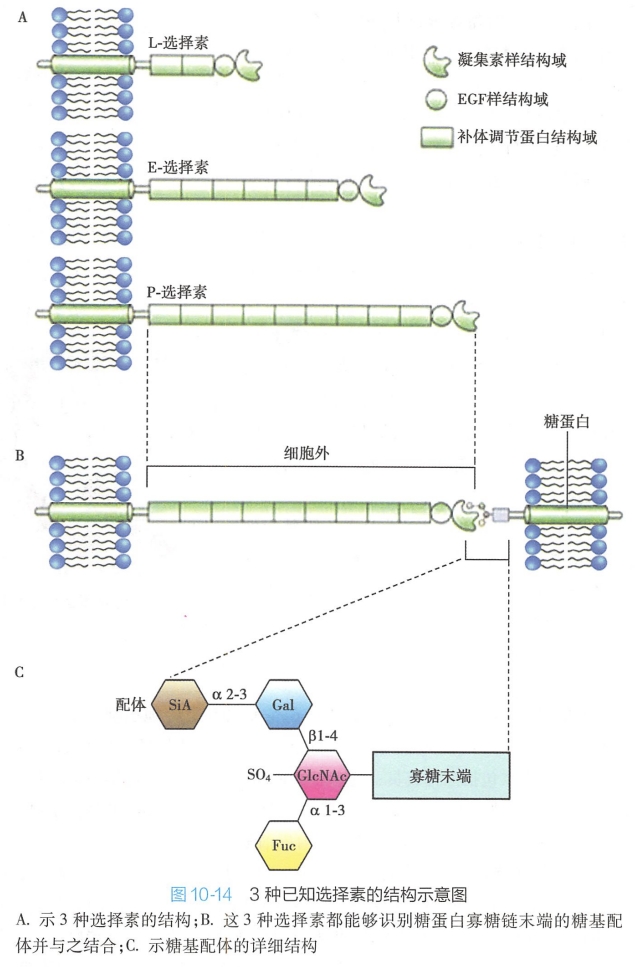 A
L-选择素
凝集素样结构域
EGF样结构域
补体调节蛋白结构域
E-选择素
P-选择素
糖蛋白
B
细胞外
C
配体
SiA
α 2-3
Gal
β1-4
SO₄
GlcNAc
寡糖末端
α 1-3
Fuc
图 10-14 3 种已知选择素的结构示意图
A. 示 3 种选择素的结构;B. 这 3 种选择素都能够识别糖蛋白寡糖链末端的糖基配
体并与之结合;C. 示糖基配体的详细结构